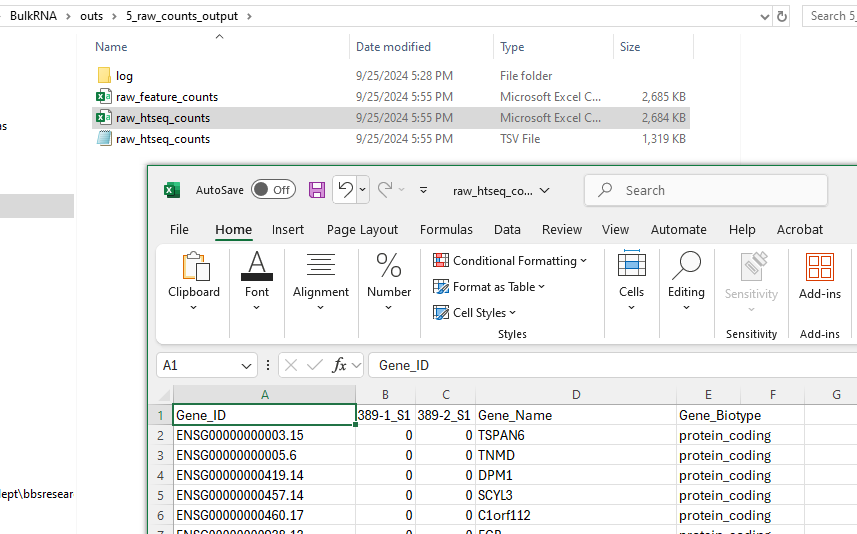 BulkRNA > outs > 5_raw_counts_output >
Search 5_
Name Date modified Type Size
log 9/25/2024 5:28 PM File folder
raw_feature_counts 9/25/2024 5:55 PM Microsoft Excel C... 2,685 KB
raw_htseq_counts 9/25/2024 5:55 PM Microsoft Excel C... 2,684 KB
raw_htseq_counts 9/25/2024 5:55 PM TSV File 1,319 KB
AutoSave Off raw_htseq_co... Search
File Home Insert Page Layout Formulas Data Review View Automate Help Acrobat
Clipboard Font Alignment Number
Conditional Formatting
Format as Table
Cell Styles
Styles
Cells Editing Sensitivity Add-ins
Sensitivity Add-ins
A1 fx Gene_ID
A B C D E F G
1 Gene_ID 389-1_S1 389-2_S1 Gene_Name Gene_Biotype
2 ENSG00000000003.15 0 0 TSPAN6 protein_coding
3 ENSG00000000005.6 0 0 TNMD protein_coding
4 ENSG00000000419.14 0 0 DPM1 protein_coding
5 ENSG00000000457.14 0 0 SCYL3 protein_coding
6 ENSG00000000460.17 0 0 C1orf112 protein_coding
ept\bbsresear